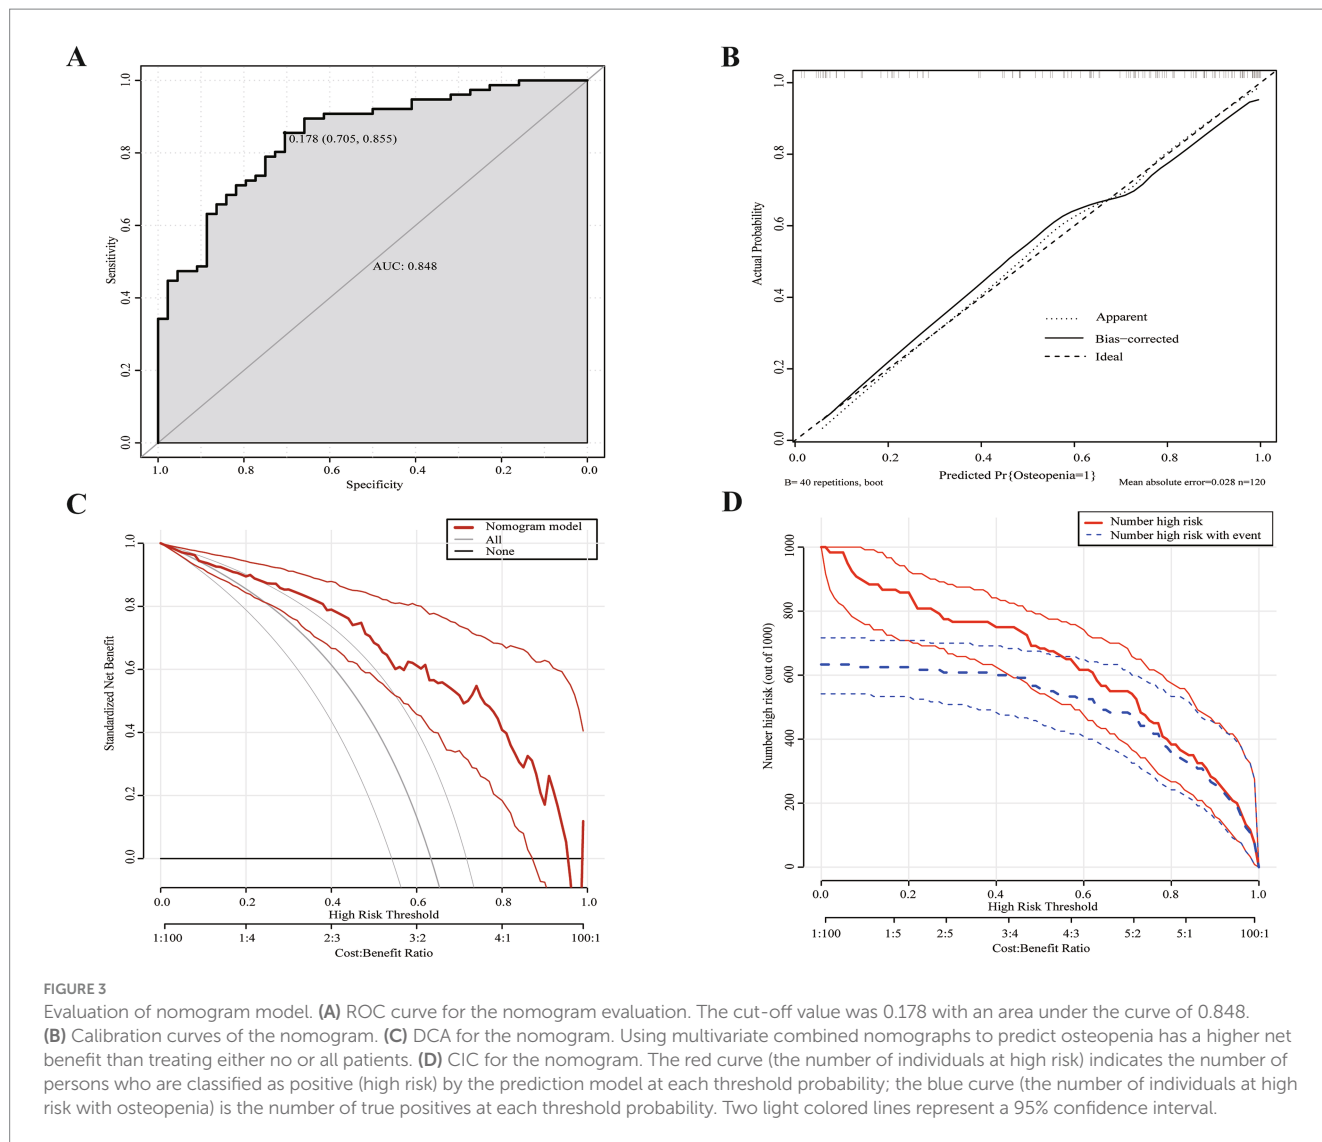 A
1.0
0.8
0.6
0.4
0.2
0.0
Sensitivity
0.178 (0.705, 0.855)
AUC: 0.848
1.0 0.8 0.6 0.4 0.2 0.0
Specificity
B
1.0
0.8
0.6
0.4
0.2
0.0
Actual Probability
Apparent
Bias−corrected
Ideal
0.0 0.2 0.4 0.6 0.8 1.0
Predicted Pr{Osteopenia=1}
B= 40 repetitions, boot
Mean absolute error=0.028 n=120
C
Nomogram model
All
None
1.0
0.8
0.6
0.4
0.2
0.0
Standardized Net Benefit
0.0 0.2 0.4 0.6 0.8 1.0
High Risk Threshold
1:100 1:4 2:3 3:2 4:1 100:1
Cost:Benefit Ratio
D
Number high risk
Number high risk with event
1000
800
600
400
200
0
Number high risk (out of 1000)
0.0 0.2 0.4 0.6 0.8 1.0
High Risk Threshold
1:100 1:5 2:5 3:4 4:3 5:2 5:1 100:1
Cost:Benefit Ratio
FIGURE 3
Evaluation of nomogram model. (A) ROC curve for the nomogram evaluation. The cut-off value was 0.178 with an area under the curve of 0.848.
(B) Calibration curves of the nomogram. (C) DCA for the nomogram. Using multivariate combined nomographs to predict osteopenia has a higher net
benefit than treating either no or all patients. (D) CIC for the nomogram. The red curve (the number of individuals at high risk) indicates the number of
persons who are classified as positive (high risk) by the prediction model at each threshold probability; the blue curve (the number of individuals at high
risk with osteopenia) is the number of true positives at each threshold probability. Two light colored lines represent a 95% confidence interval.